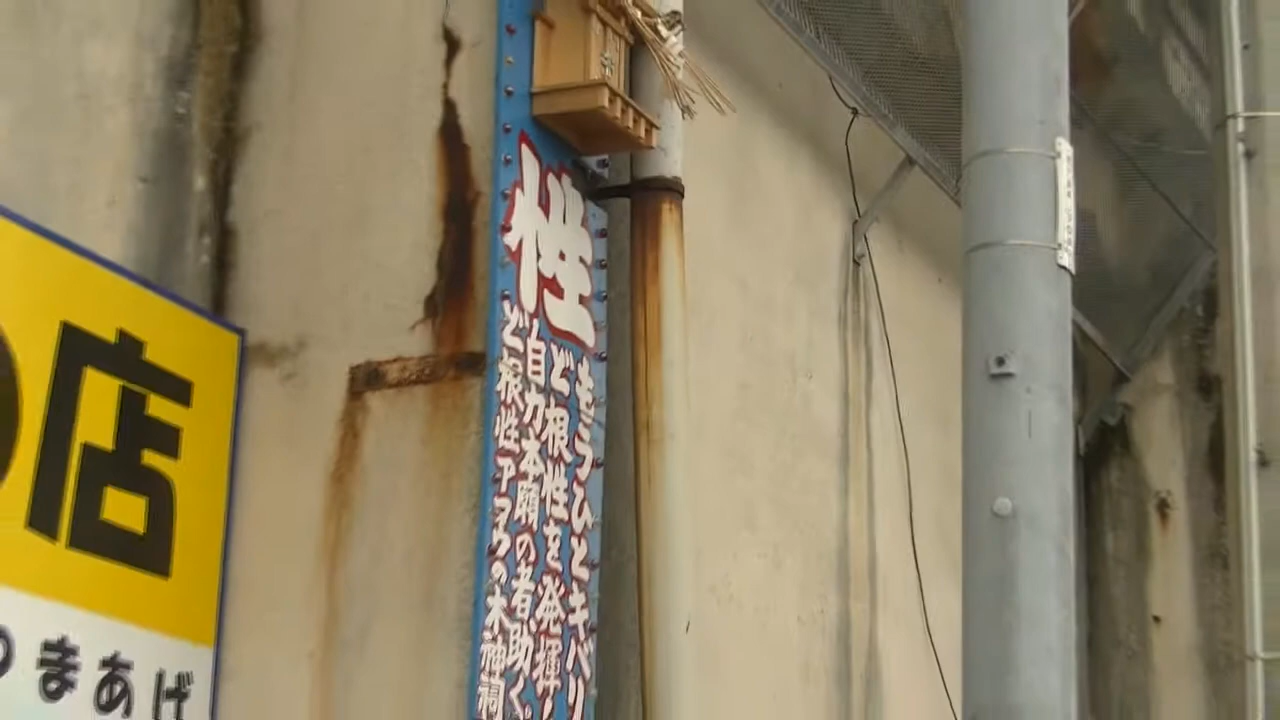 性
もうひとキバリ
ど根性を発揮し
自力本願の者助く。
ど根性アコウの木神祠
店
つまあげ